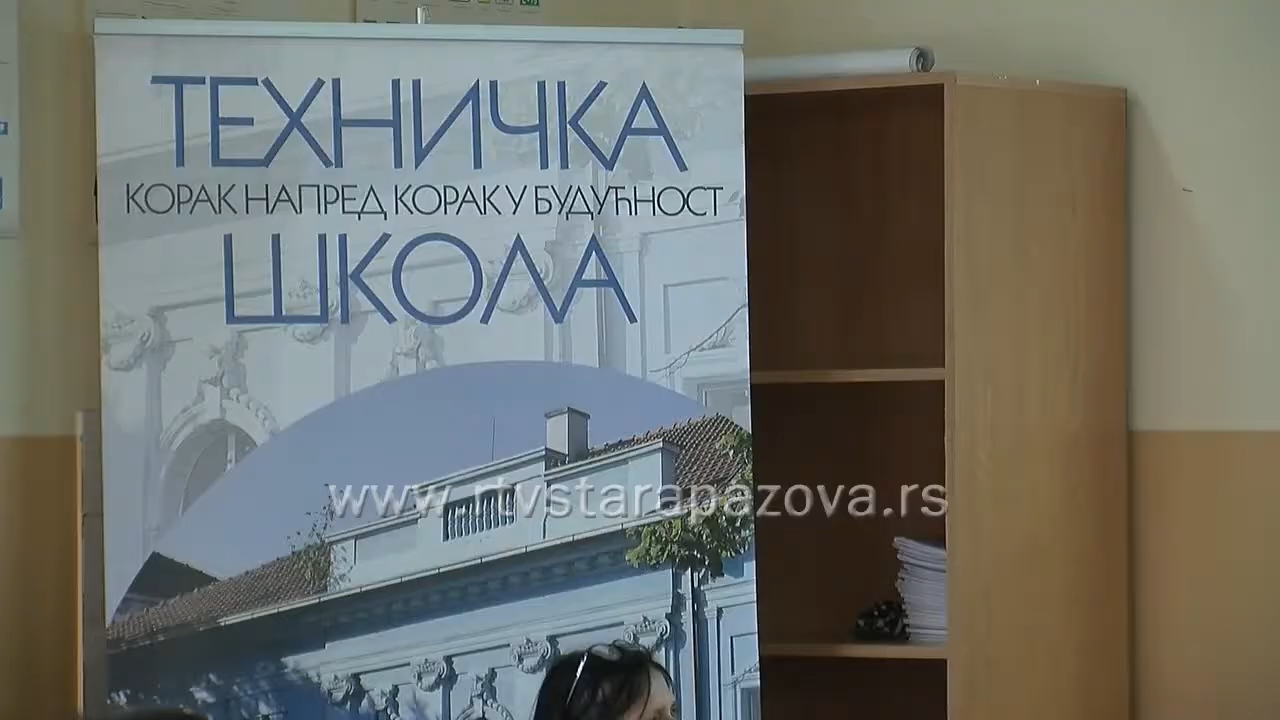 ТЕХНИЧКА
КОРАК НАПРЕД КОРАК У БУДУЋНОСТ
ШКОЛА
www.rtvstarapazova.rs